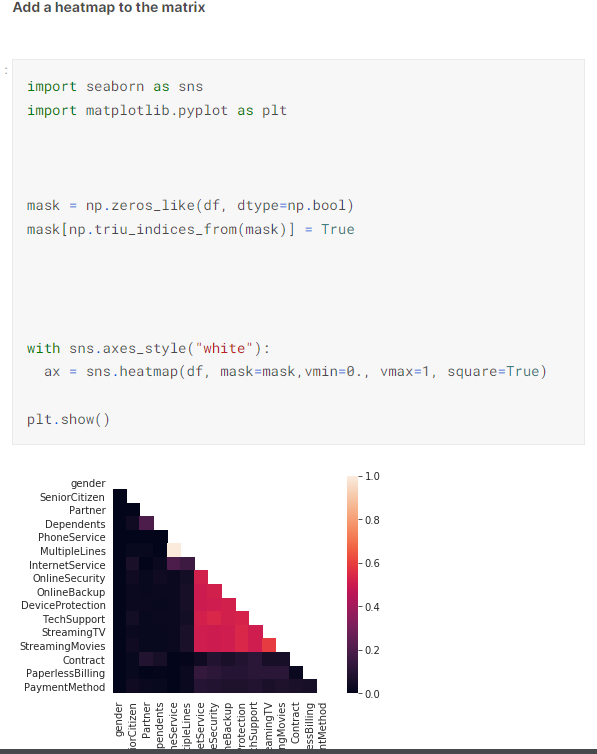 Add a heatmap to the matrix
:
import seaborn as sns
import matplotlib.pyplot as plt
mask = np.zeros_like(df, dtype=np.bool)
mask[np.triu_indices_from(mask)] = True
with sns.axes_style("white"):
  ax = sns.heatmap(df, mask=mask,vmin=0., vmax=1, square=True)
plt.show()
gender
SeniorCitizen
Partner
Dependents
PhoneService
MultipleLines
InternetService
OnlineSecurity
OnlineBackup
DeviceProtection
TechSupport
StreamingTV
StreamingMovies
Contract
PaperlessBilling
PaymentMethod
1.0
0.8
0.6
0.4
0.2
0.0
gender
iorCitizen
Partner
pendents
neService
tipleLines
etService
eSecurity
neBackup
rotection
hSupport
eamingTV
ngMovies
Contract
essBilling
ntMethod